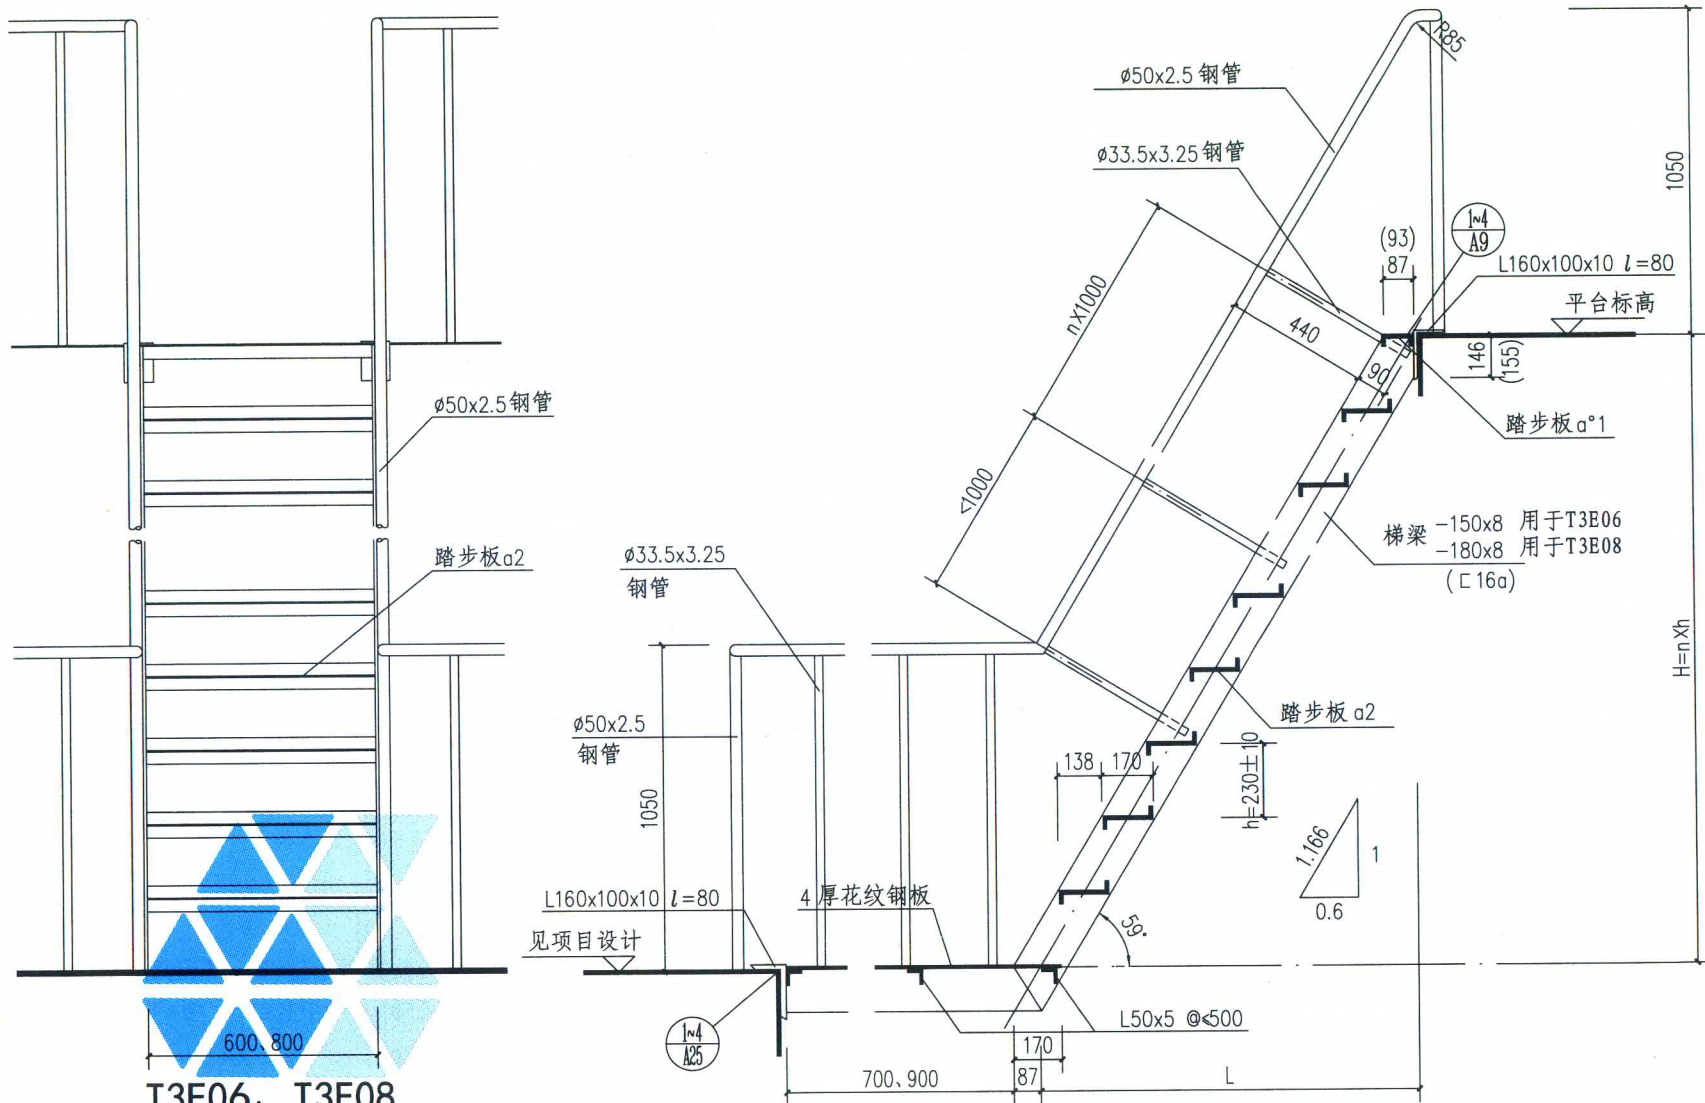 R85
ø50x2.5 钢管
ø33.5x3.25 钢管
1050
1~4
A9
(93)
87
L160x100x10 l=80
平台标高
nX1000
440
90
146
(155)
ø50x2.5 钢管
踏步板a°1
<1000
梯梁 -150x8 用于T3E06
-180x8 用于T3E08
(⊏16a)
踏步板a2
ø33.5x3.25
钢管
H=nXh
踏步板 a2
ø50x2.5
钢管
138
170
h=230±10
1050
1.166
1
0.6
L160x100x10 l=80
4 厚花纹钢板
59°
见项目设计
L50x5 @≤500
1~4
A25
600、800
170
700、900
87
L
T3E06、T3E08